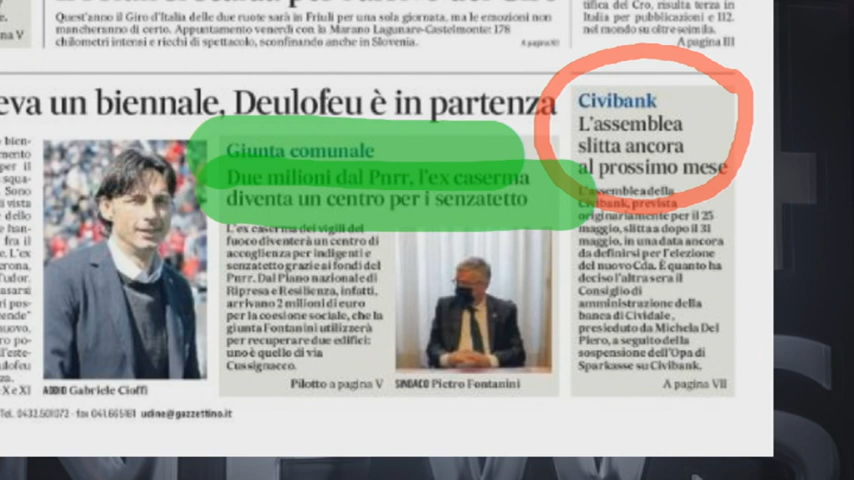 Quest'anno il Giro d'Italia delle due ruote sarà in Friuli per una sola giornata, ma le emozioni non
mancheranno di certo. Appuntamento venerdì con la Marano Lagunare-Castelmonte: 178
chilometri intensi e ricchi di spettacolo, sconfinando anche in Slovenia.
A pagina XI
tifica del Cro, risulta terza in
Italia per pubblicazioni e 112.
nel mondo su oltre seimila.
A pagina III
na V
eva un biennale, Deulofeu è in partenza
ADDIO Gabriele Cioffi
Giunta comunale
Due milioni dal Pnrr, l'ex caserma
diventa un centro per i senzatetto
L'ex caserma dei vigili del
fuoco diventerà un centro di
accoglienza per indigenti e
senzatetto grazie ai fondi del
Pnrr. Dal Piano nazionale di
Ripresa e Resilienza, infatti,
arrivano 2 milioni di euro
per la coesione sociale, che la
giunta Fontanini utilizzerà
per recuperare due edifici:
uno è quello di via
Cussignacco.
Pilotto a pagina V
SINDACO Pietro Fontanini
Civibank
L'assemblea
slitta ancora
al prossimo mese
L'assemblea della
Civibank, prevista
originariamente per il 25
maggio, slitta a dopo il 31
maggio, in una data ancora
da definirsi per l'elezione
del nuovo Cda. È quanto ha
deciso l'altra sera il
Consiglio di
amministrazione della
banca di Cividale,
presieduto da Michela Del
Piero, a seguito della
sospensione dell'Opa di
Sparkasse su Civibank.
A pagina VII
Tel. 0432.501072 - fax 041.665181 udine@gazzettino.it
NEWS